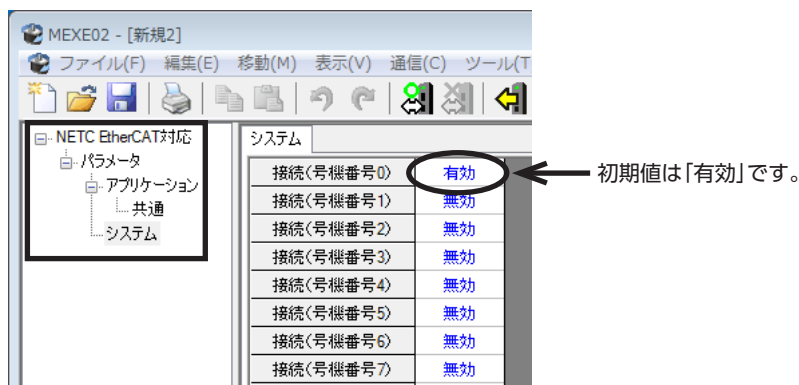 MEXE02 - [新規2]
ファイル(F) 編集(E) 移動(M) 表示(V) 通信(C) ツール(T
NETC EtherCAT対応
パラメータ
アプリケーション
共通
システム
システム
接続(号機番号0) 有効
接続(号機番号1) 無効
接続(号機番号2) 無効
接続(号機番号3) 無効
接続(号機番号4) 無効
接続(号機番号5) 無効
接続(号機番号6) 無効
接続(号機番号7) 無効
初期値は「有効」です。